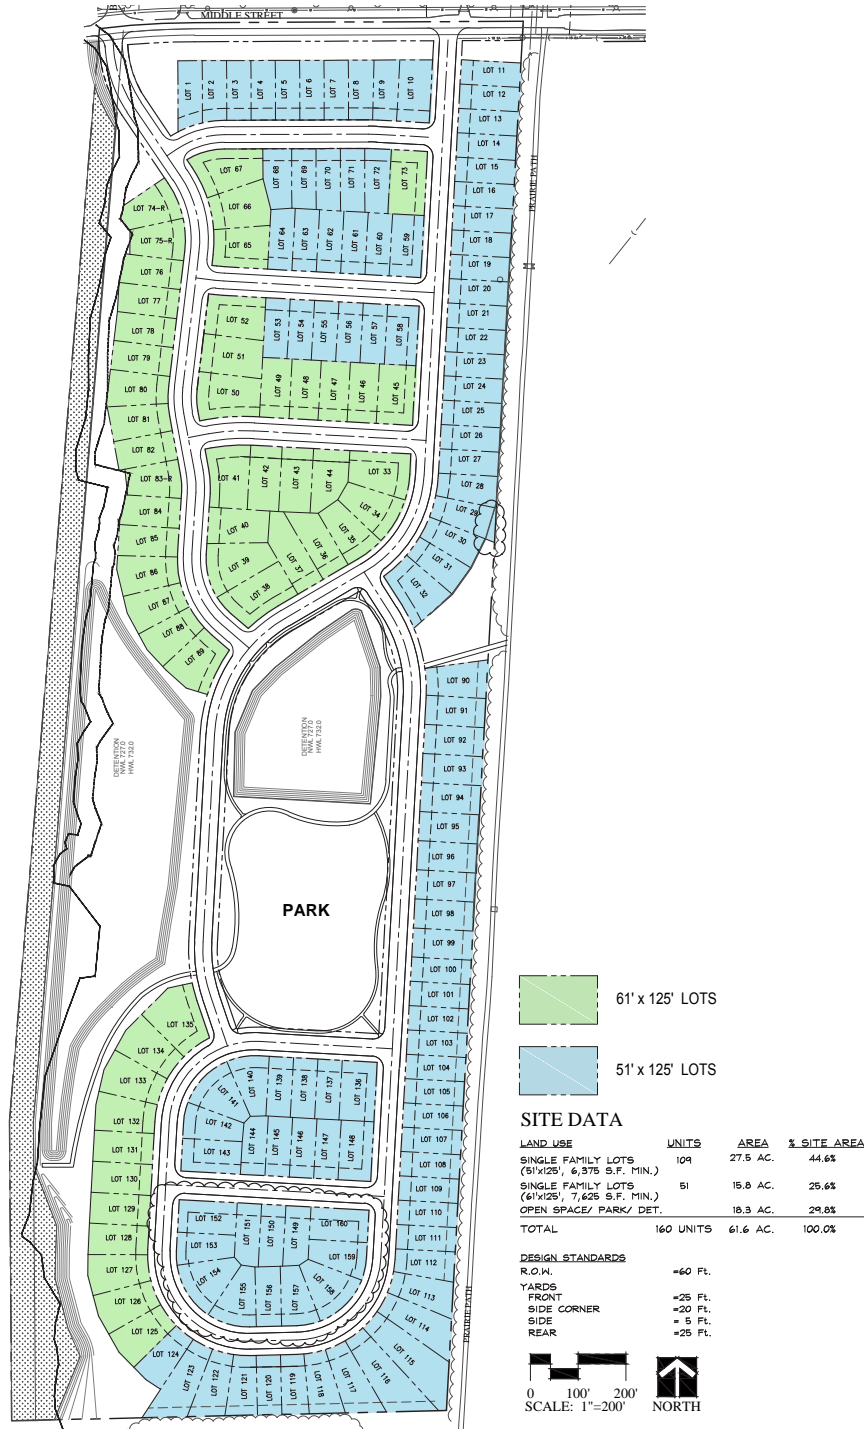 MIDDLE STREET
LOT 1
LOT 2
LOT 3
LOT 4
LOT 5
LOT 6
LOT 7
LOT 8
LOT 9
LOT 10
LOT 11
LOT 12
LOT 13
LOT 14
LOT 15
LOT 16
LOT 17
LOT 18
LOT 19
LOT 20
LOT 21
LOT 22
LOT 23
LOT 24
LOT 25
LOT 26
LOT 27
LOT 28
LOT 29
LOT 30
LOT 31
LOT 32
PRAIRIE PATH
LOT 67
LOT 68
LOT 69
LOT 70
LOT 71
LOT 72
LOT 73
LOT 66
LOT 65
LOT 64
LOT 63
LOT 62
LOT 61
LOT 60
LOT 59
LOT 74-R
LOT 75-R
LOT 76
LOT 77
LOT 78
LOT 79
LOT 80
LOT 81
LOT 82
LOT 83-R
LOT 84
LOT 85
LOT 86
LOT 87
LOT 88
LOT 89
LOT 52
LOT 53
LOT 54
LOT 55
LOT 56
LOT 57
LOT 58
LOT 51
LOT 50
LOT 49
LOT 48
LOT 47
LOT 46
LOT 45
LOT 41
LOT 42
LOT 43
LOT 44
LOT 33
LOT 34
LOT 35
LOT 36
LOT 37
LOT 38
LOT 39
LOT 40
DETENTION
NWL 727.0
HWL 732.0
DETENTION
NWL 727.0
HWL 732.0
PARK
LOT 90
LOT 91
LOT 92
LOT 93
LOT 94
LOT 95
LOT 96
LOT 97
LOT 98
LOT 99
LOT 100
LOT 101
LOT 102
LOT 103
LOT 104
LOT 105
LOT 106
LOT 107
LOT 108
LOT 109
LOT 110
LOT 111
LOT 112
LOT 113
LOT 114
LOT 115
LOT 116
LOT 117
LOT 118
LOT 119
LOT 120
LOT 121
LOT 122
LOT 123
LOT 124
LOT 125
LOT 126
LOT 127
LOT 128
LOT 129
LOT 130
LOT 131
LOT 132
LOT 133
LOT 134
LOT 135
LOT 140
LOT 139
LOT 138
LOT 137
LOT 136
LOT 141
LOT 142
LOT 143
LOT 144
LOT 145
LOT 146
LOT 147
LOT 148
LOT 152
LOT 151
LOT 150
LOT 149
LOT 160
LOT 153
LOT 159
LOT 154
LOT 155
LOT 156
LOT 157
LOT 158
PRAIRIE PATH
61' x 125' LOTS
51' x 125' LOTS
SITE DATA
LAND USE UNITS AREA % SITE AREA
SINGLE FAMILY LOTS 109 27.5 AC. 44.6%
(51'x125', 6,375 S.F. MIN.)
SINGLE FAMILY LOTS 51 15.8 AC. 25.6%
(61'x125', 7,625 S.F. MIN.)
OPEN SPACE/ PARK/ DET. 18.3 AC. 29.8%
TOTAL 160 UNITS 61.6 AC. 100.0%
DESIGN STANDARDS
R.O.W. =60 Ft.
YARDS
FRONT =25 Ft.
SIDE CORNER =20 Ft.
SIDE = 5 Ft.
REAR =25 Ft.
0 100' 200'
SCALE: 1"=200' NORTH